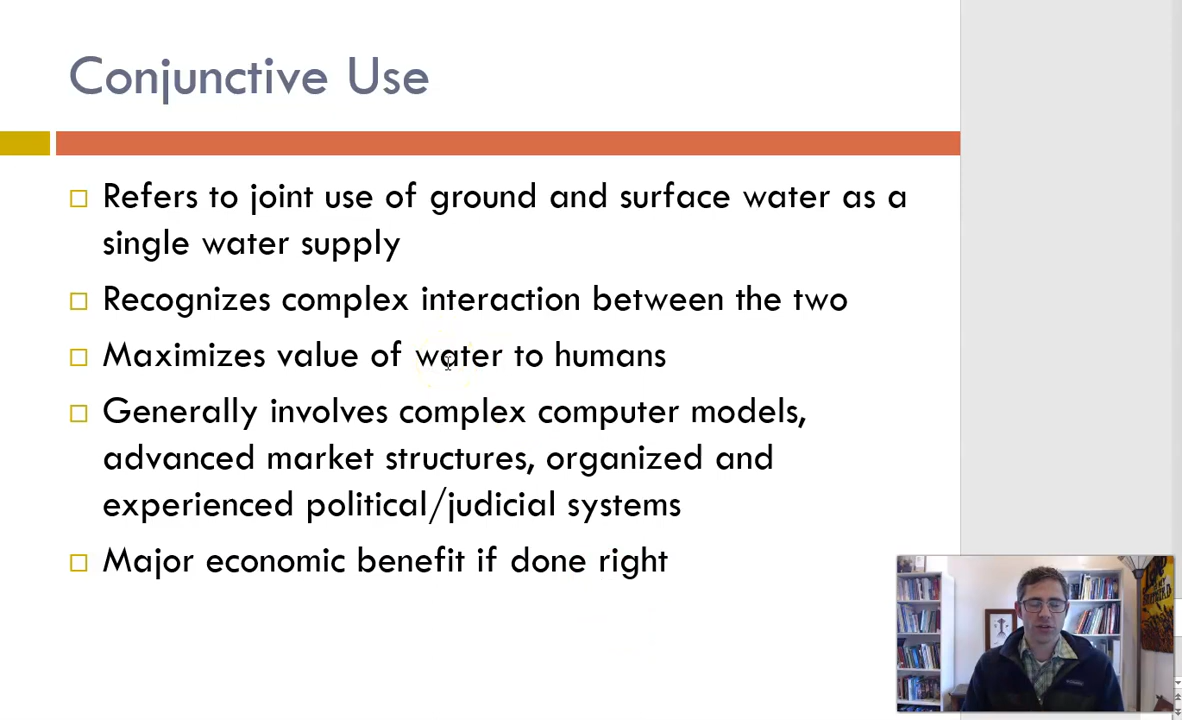 Conjunctive Use
Refers to joint use of ground and surface water as a
single water supply
Recognizes complex interaction between the two
Maximizes value of water to humans
Generally involves complex computer models,
advanced market structures, organized and
experienced political/judicial systems
Major economic benefit if done right